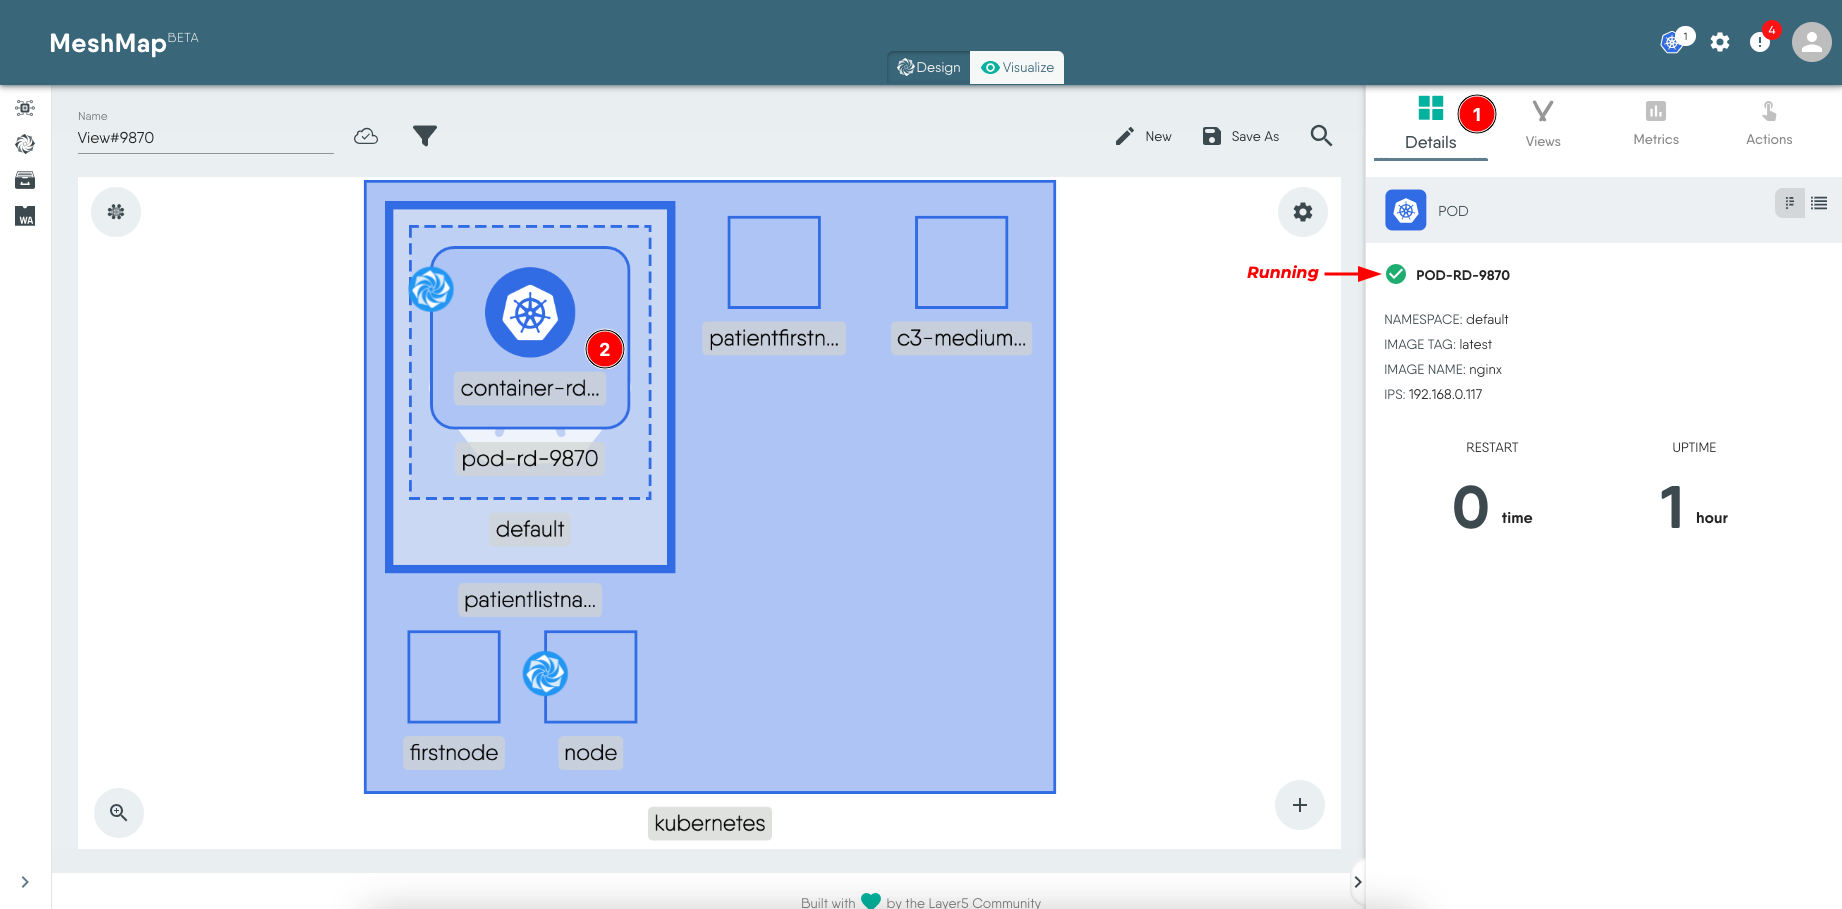 MeshMap BETA
Design
Visualize
1
4
WA
Name
View#9870
New
Save As
Details
1
Views
Metrics
Actions
POD
Running
POD-RD-9870
NAMESPACE: default
IMAGE TAG: latest
IMAGE NAME: nginx
IPS: 192.168.0.117
RESTART
UPTIME
0 time
1 hour
2
container-rd...
pod-rd-9870
default
patientlistna...
patientfirstn...
c3-medium...
firstnode
node
kubernetes
Built with by the Layer5 Community